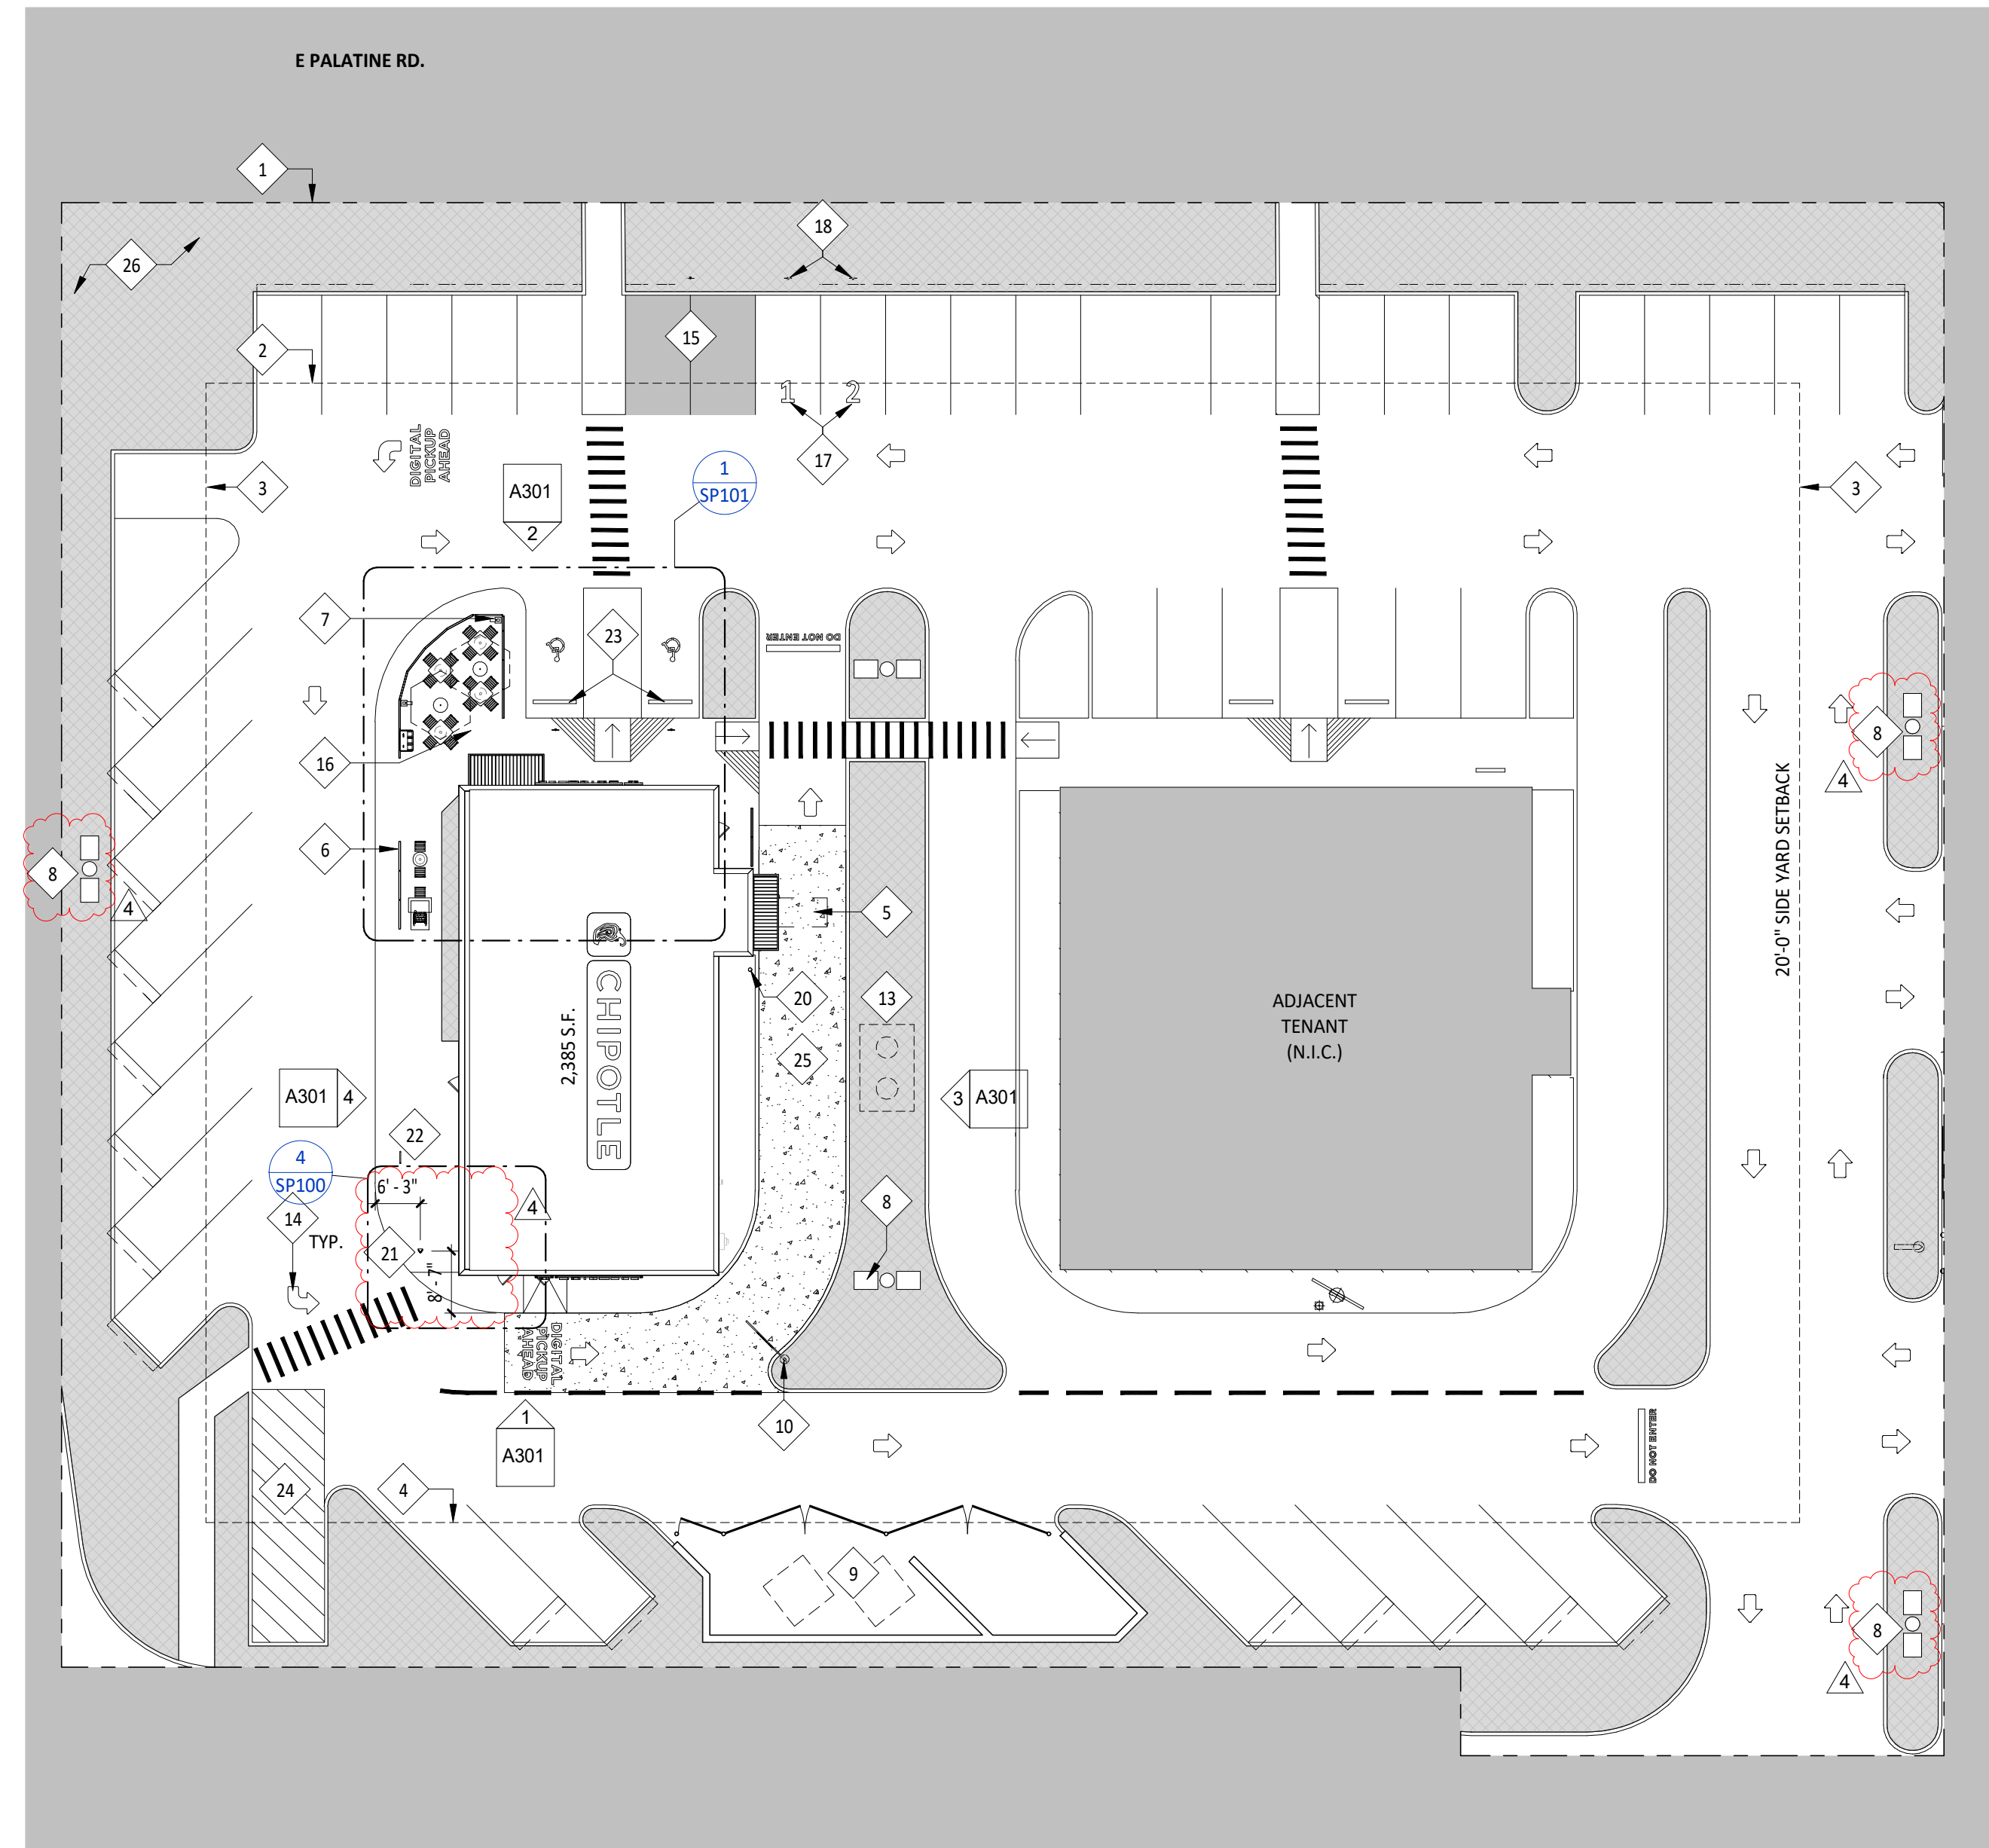 E PALATINE RD.
1
18
26
2
15
1 2
DIGITAL
PICKUP
AHEAD
17
3
3
1
SP101
A301
2
7
23
DO NOT ENTER
16
8
4
6
8
4
5
20'-0" SIDE YARD SETBACK
20
13
CHIPOTLE
2,385 S.F.
25
ADJACENT
TENANT
(N.I.C.)
A301
4
3
A301
22
4
SP100
6' - 3"
4
8
14
TYP.
21
8' - 7"
DIGITAL
PICKUP
AHEAD
10
1
A301
DO NOT ENTER
24
4
9
8
4